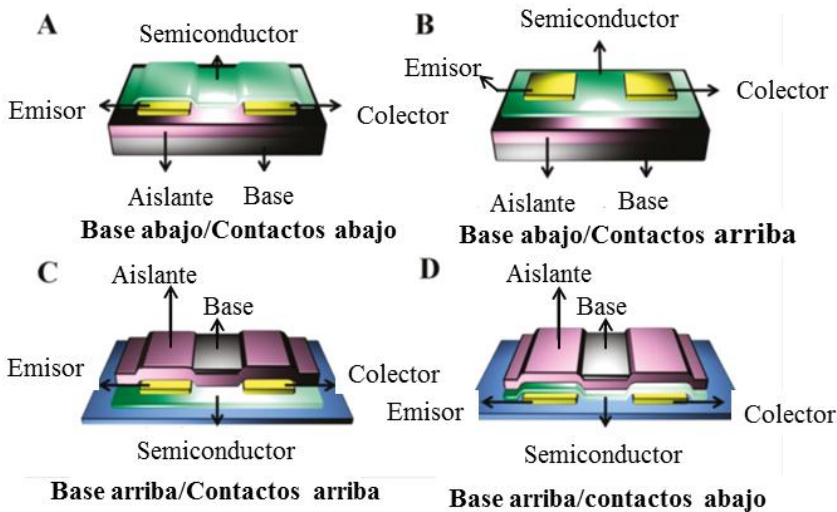 A
Semiconductor
Emisor
Colector
Aislante
Base
Base abajo/Contactos abajo
B
Semiconductor
Emisor
Colector
Aislante
Base
Base abajo/Contactos arriba
C
Aislante
Base
Emisor
Colector
Semiconductor
Base arriba/Contactos arriba
D
Aislante
Base
Emisor
Colector
Semiconductor
Base arriba/contactos abajo